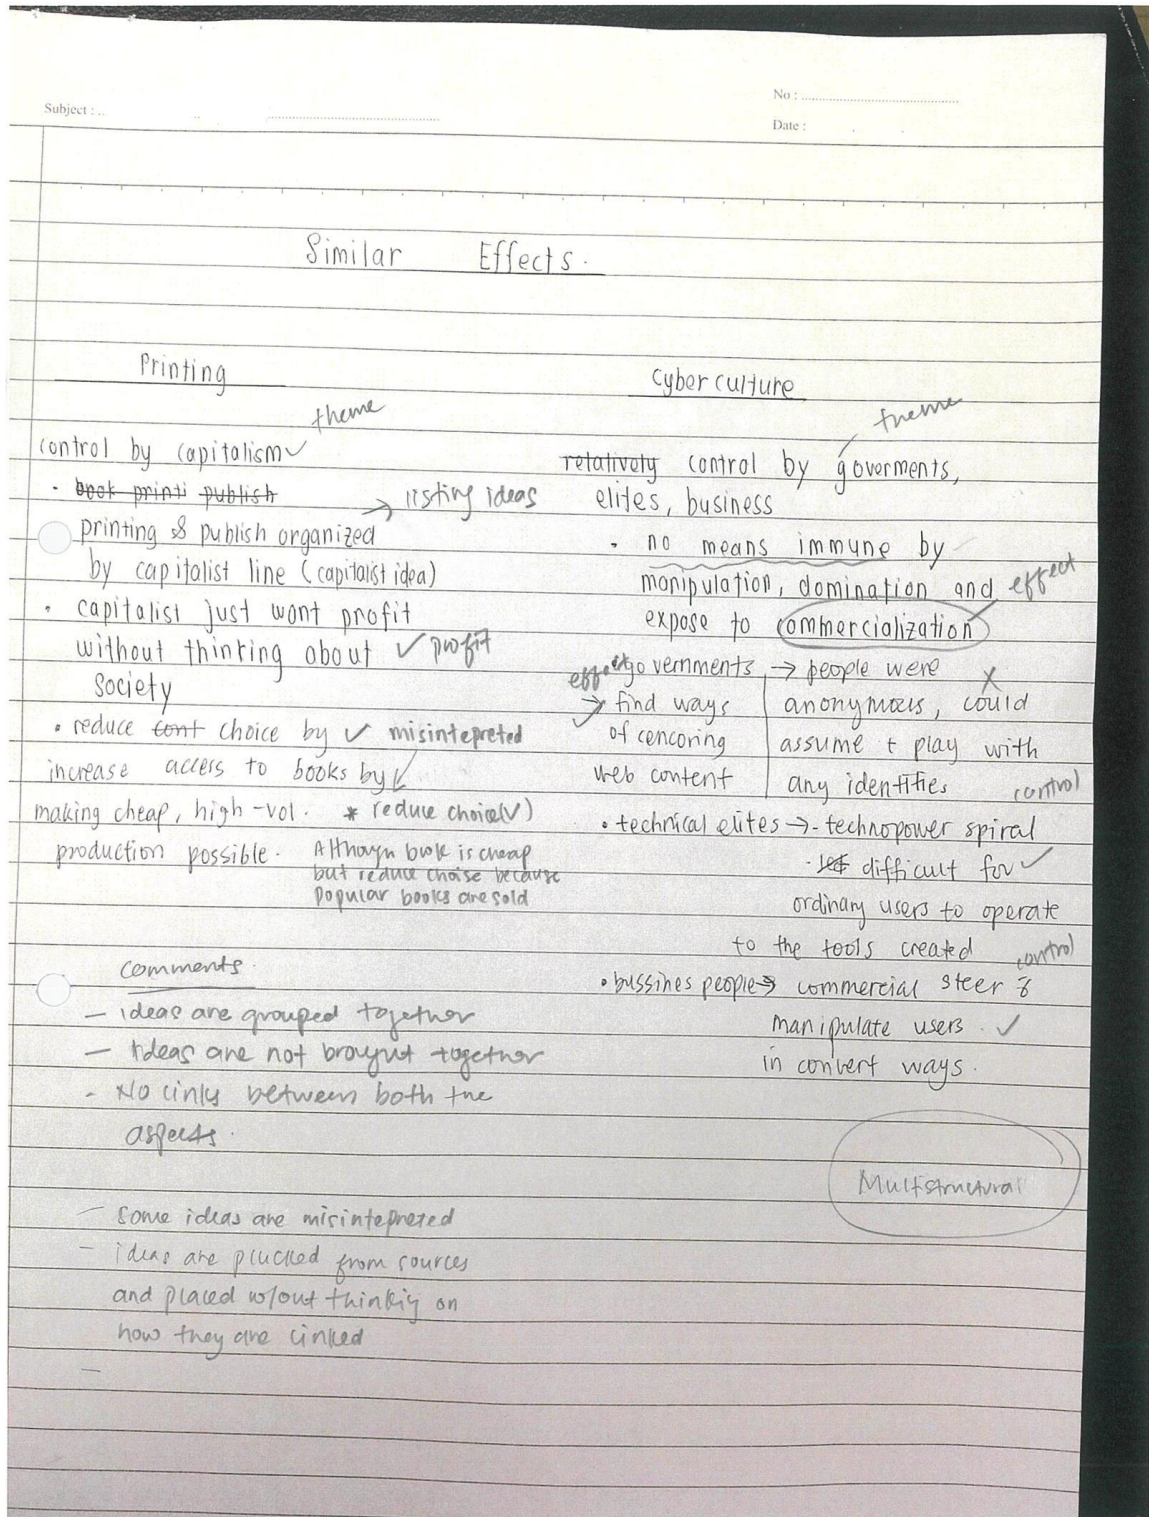 Subject :
No :
Date :
Similar Effects.
Printing
theme
control by capitalism ✓
· book printi publish
→ listing ideas
printing & publish organized
by capitalist line (capitalist idea)
· capitalist just wont profit
without thinking about ✓ profit
society
· reduce cont choice by ✓ misintepreted
increase access to books by
making cheap, high-vol. * reduce choice(✓)
production possible. Although book is cheap
but reduce choise because
popular books are sold
Cyber culture
theme
relatively control by goverments,
elites, business
· no means immune by
manipulation, domination and effect
expose to commercialization
effect governments → people were
→ find ways anonymous, could X
✓ of cencoring assume + play with
web content any identities
control
· technical elites → · technopower spiral
· difficult for ✓
ordinary users to operate
to the tools created
control
· bussines people → commercial steer &
manipulate users ✓
in convert ways.
comments.
— ideas are grouped together
— Ideas are not brought together
- No links between both the
aspects.
Multistructural
— some ideas are misintepreted
— ideas are plucked from sources
and placed w/out thinkig on
how they are linked
—